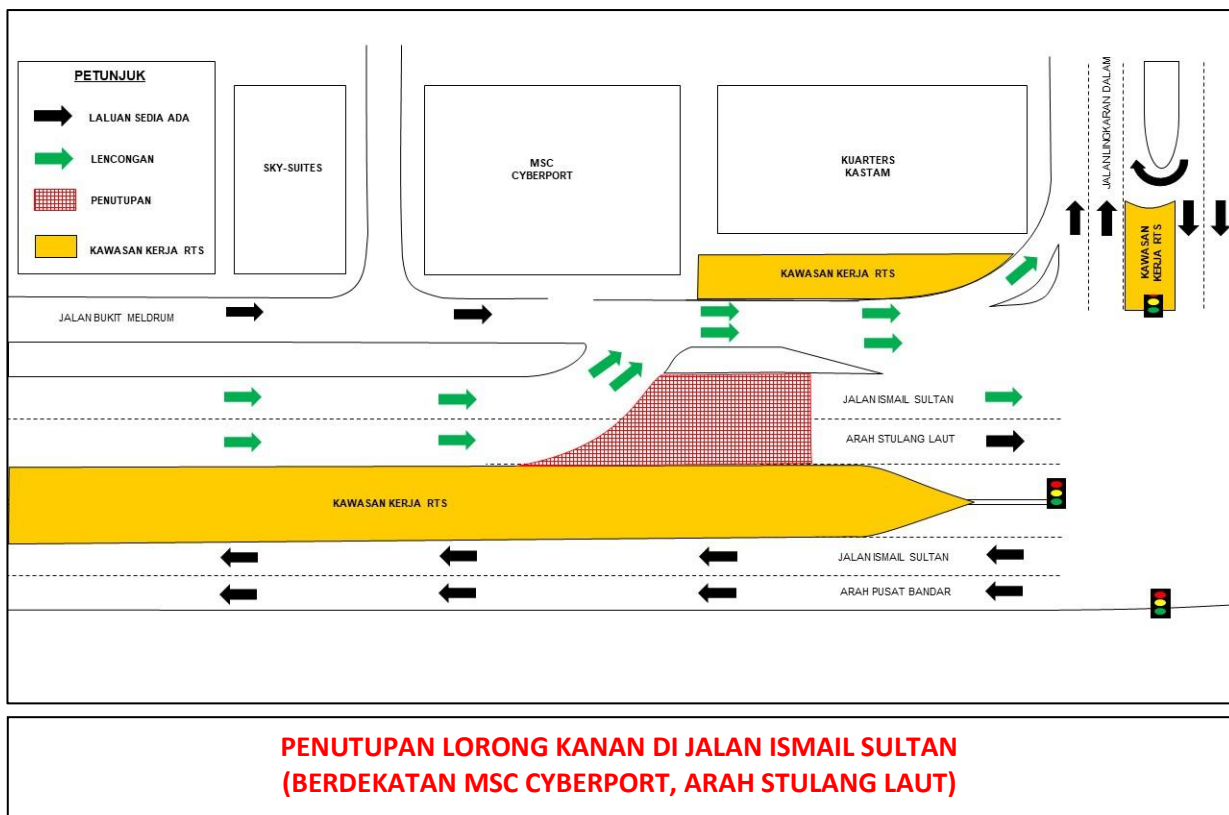 PETUNJUK
LALUAN SEDIA ADA
LENCONGAN
PENUTUPAN
KAWASAN KERJA RTS
SKY-SUITES
MSC
CYBERPORT
KUARTERS
KASTAM
JALAN LINGKARAN DALAM
KAWASAN
KERJA RTS
KAWASAN KERJA RTS
JALAN BUKIT MELDRUM
JALAN ISMAIL SULTAN
ARAH STULANG LAUT
KAWASAN KERJA RTS
JALAN ISMAIL SULTAN
ARAH PUSAT BANDAR
PENUTUPAN LORONG KANAN DI JALAN ISMAIL SULTAN
(BERDEKATAN MSC CYBERPORT, ARAH STULANG LAUT)